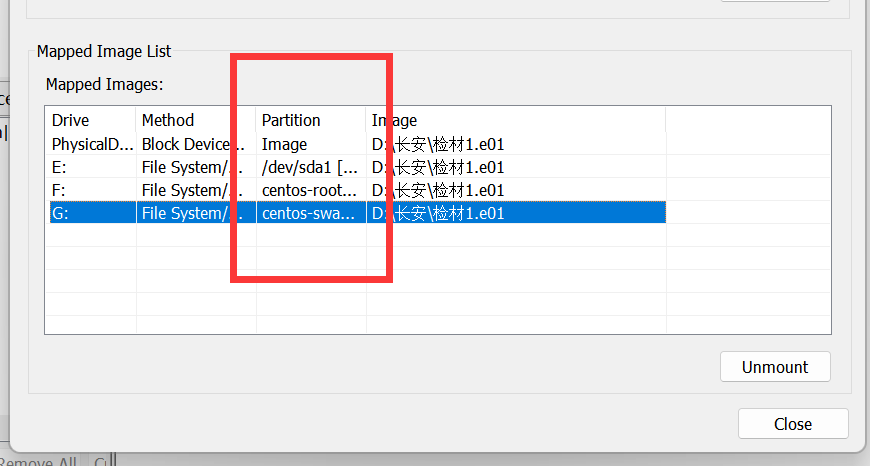 Mapped Image List
Mapped Images:
Drive Method Partition Image
PhysicalD... Block Device... Image D:\长安\检材1.e01
E: File System/... /dev/sda1 [... D:\长安\检材1.e01
F: File System/... centos-root... D:\长安\检材1.e01
G: File System/... centos-swa... D:\长安\检材1.e01
Unmount
Close
Remove All